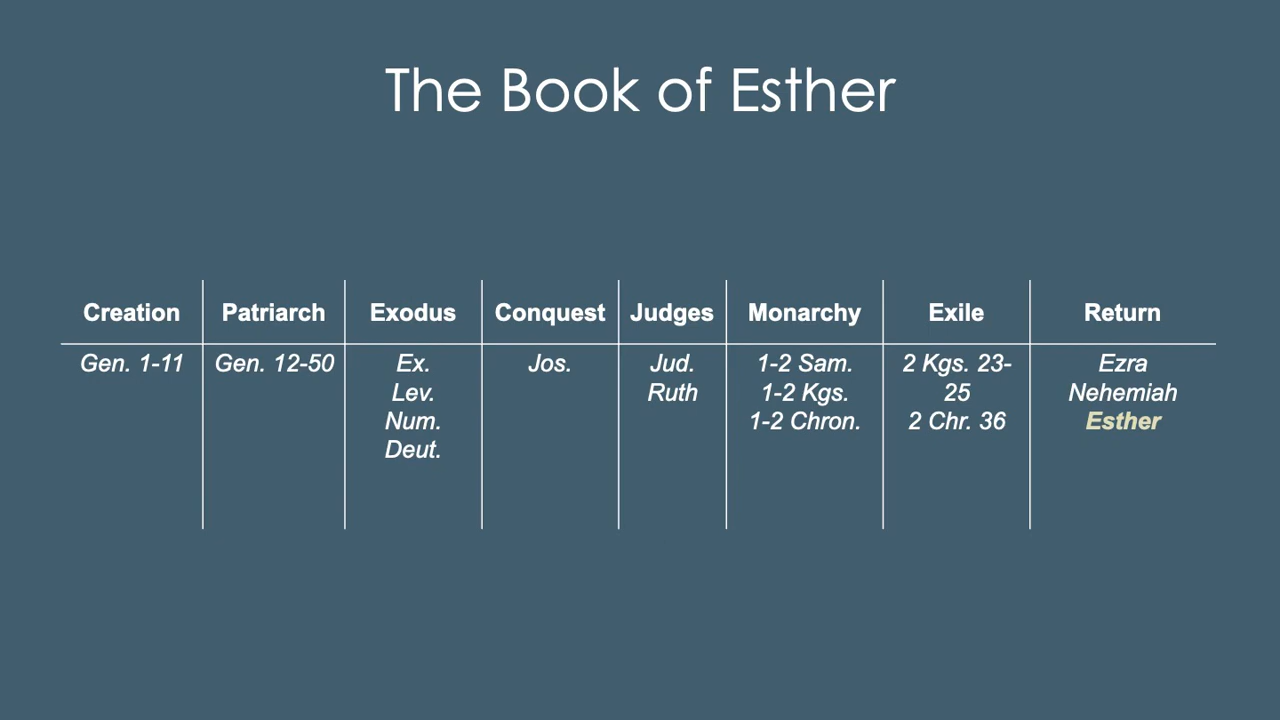 The Book of Esther
Creation Patriarch Exodus Conquest Judges Monarchy Exile Return
Gen. 1-11 Gen. 12-50 Ex. Jos. Jud. 1-2 Sam. 2 Kgs. 23- Ezra
Lev. Ruth 1-2 Kgs. 25 Nehemiah
Num. 1-2 Chron. 2 Chr. 36 Esther
Deut.